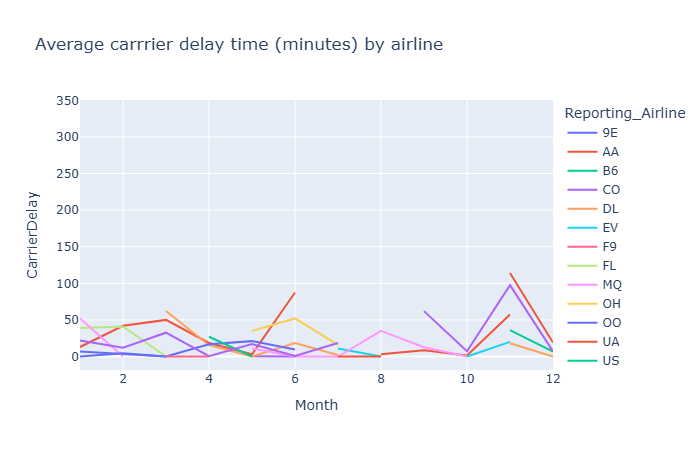 Average carrrier delay time (minutes) by airline
350
300
250
200
150
100
50
0
CarrierDelay
2
4
6
8
10
12
Month
Reporting_Airline
9E
AA
B6
CO
DL
EV
F9
FL
MQ
OH
OO
UA
US